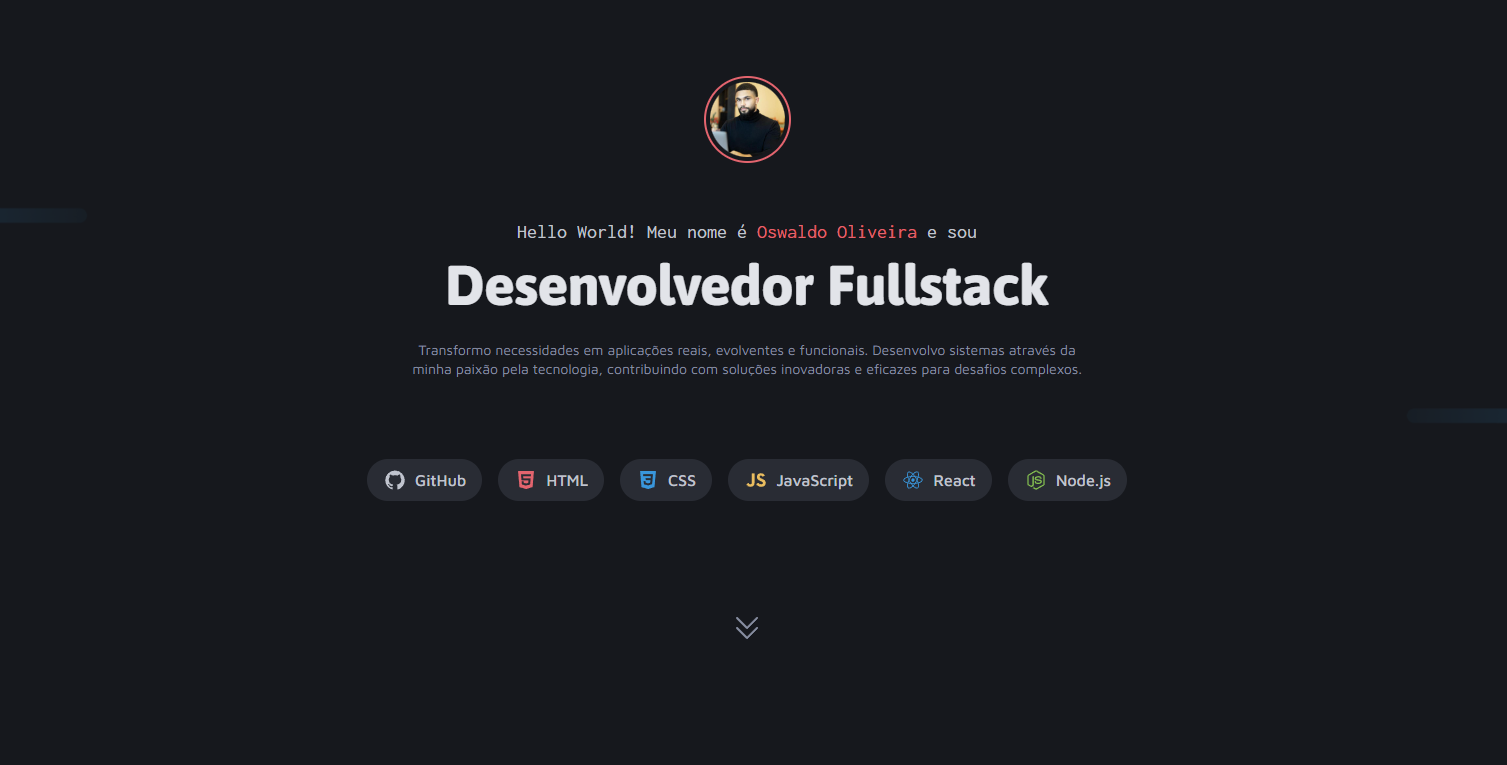 Hello World! Meu nome é Oswaldo Oliveira e sou
Desenvolvedor Fullstack
Transformo necessidades em aplicações reais, evolventes e funcionais. Desenvolvo sistemas através da
minha paixão pela tecnologia, contribuindo com soluções inovadoras e eficazes para desafios complexos.
GitHub HTML CSS JS JavaScript React Node.js